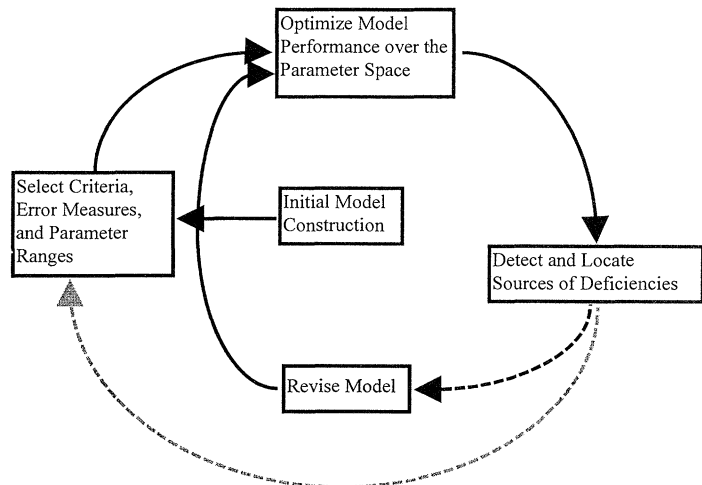 Optimize Model
Performance over the
Parameter Space
Select Criteria,
Error Measures,
and Parameter
Ranges
Initial Model
Construction
Detect and Locate
Sources of Deficiencies
Revise Model